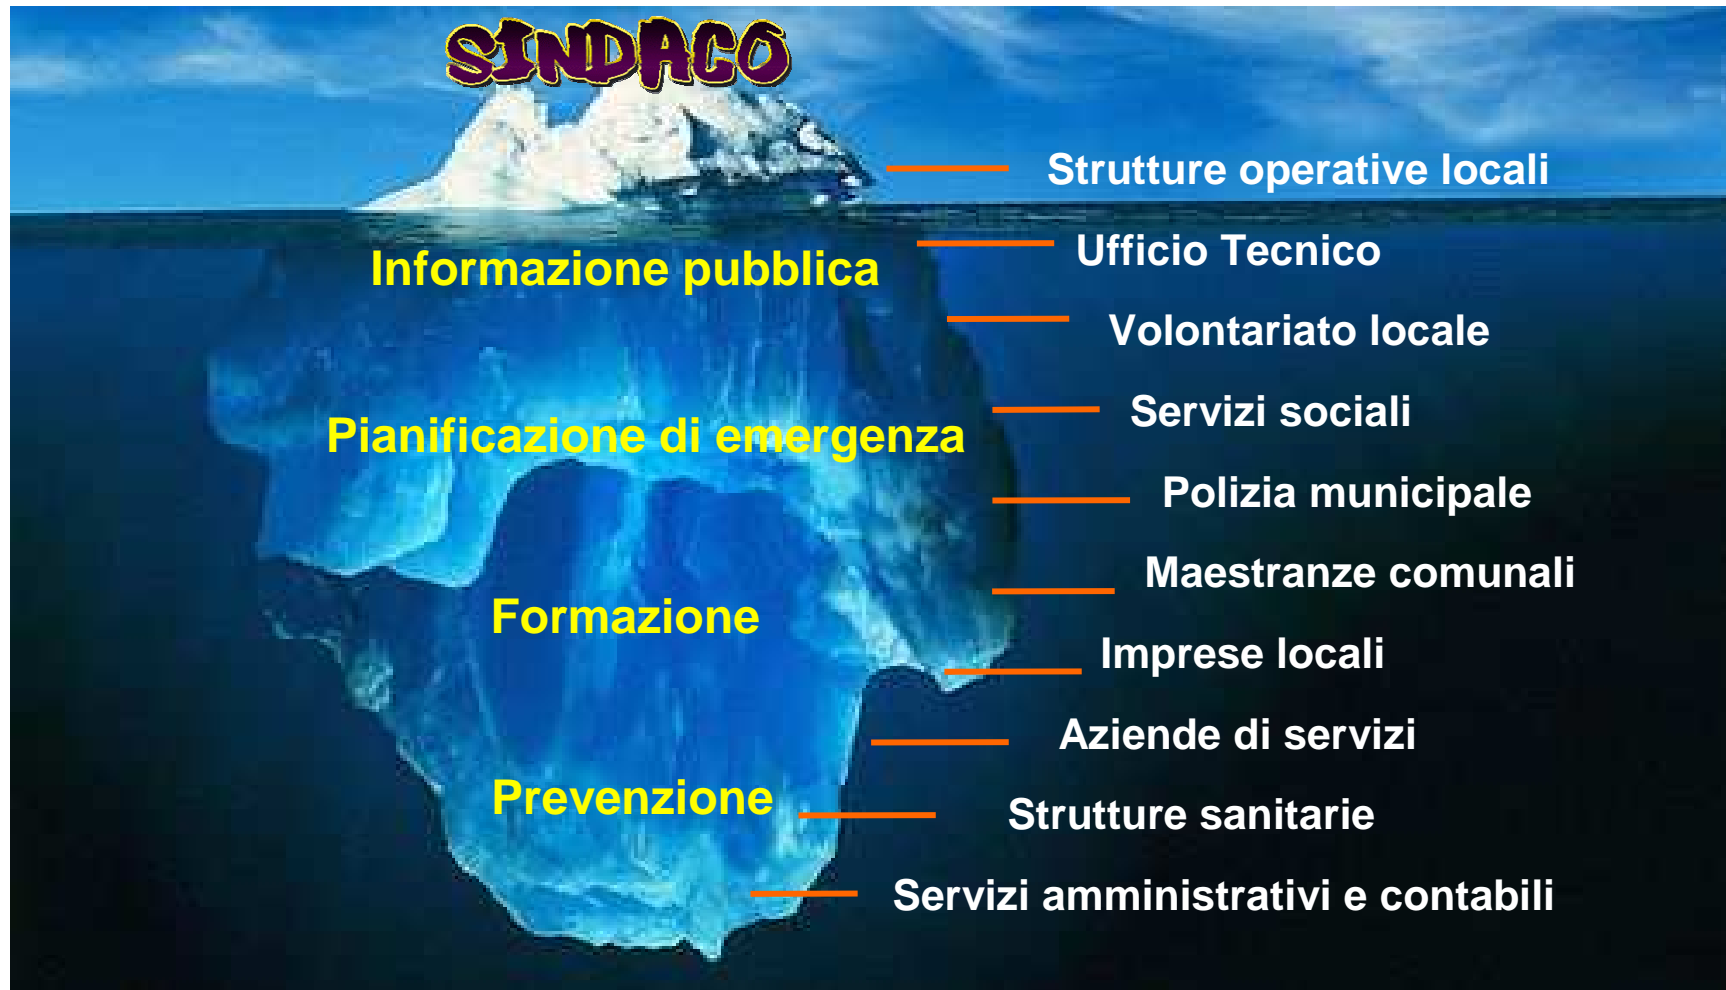 SINDACO
Strutture operative locali
Ufficio Tecnico
Informazione pubblica
Volontariato locale
Servizi sociali
Pianificazione di emergenza
Polizia municipale
Maestranze comunali
Formazione
Imprese locali
Aziende di servizi
Prevenzione
Strutture sanitarie
Servizi amministrativi e contabili